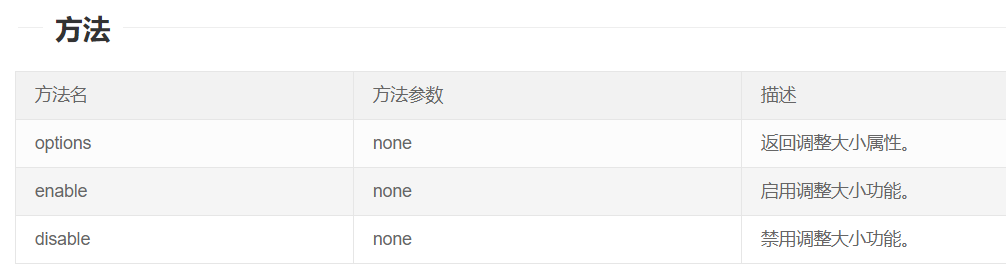 方法
方法名 方法参数 描述
options none 返回调整大小属性。
enable none 启用调整大小功能。
disable none 禁用调整大小功能。